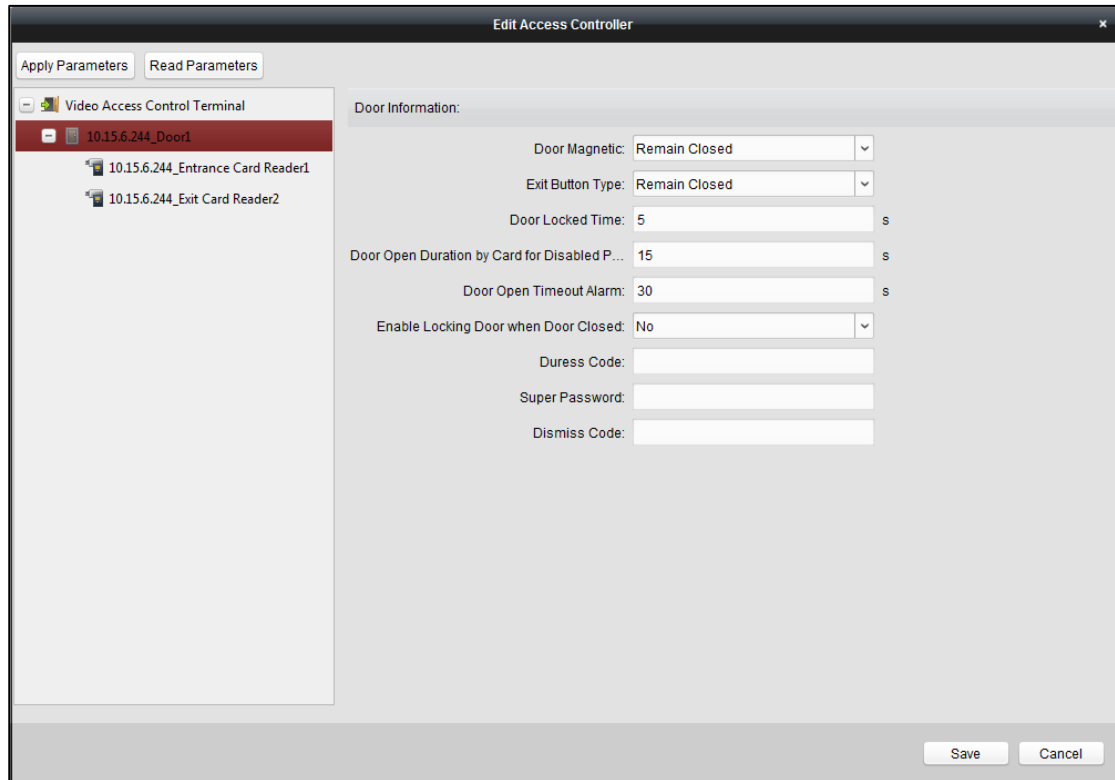 Edit Access Controller
Apply Parameters Read Parameters
Video Access Control Terminal
10.15.6.244_Door1
10.15.6.244_Entrance Card Reader1
10.15.6.244_Exit Card Reader2
Door Information:
Door Magnetic: Remain Closed
Exit Button Type: Remain Closed
Door Locked Time: 5 s
Door Open Duration by Card for Disabled P... 15 s
Door Open Timeout Alarm: 30 s
Enable Locking Door when Door Closed: No
Duress Code:
Super Password:
Dismiss Code:
Save Cancel